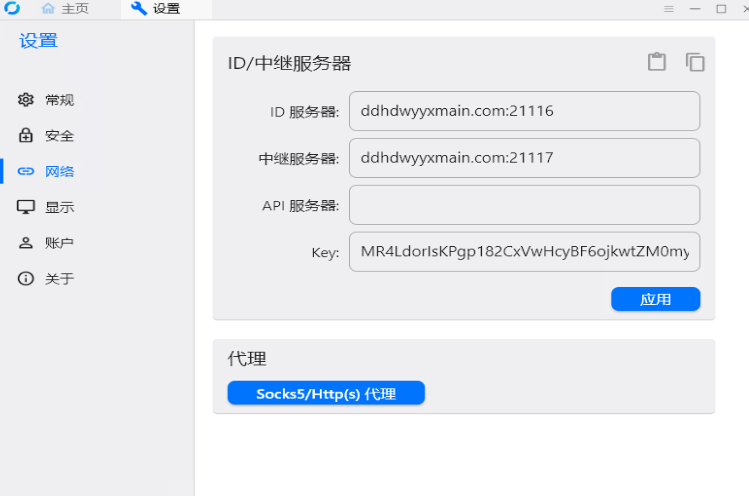 主页
设置
设置
常规
安全
网络
显示
账户
关于
ID/中继服务器
ID 服务器: ddhdwyyxmain.com:21116
中继服务器: ddhdwyyxmain.com:21117
API 服务器:
Key: MR4LdorIsKPgp182CxVwHcyBF6ojkwtZM0my
应用
代理
Socks5/Http(s) 代理